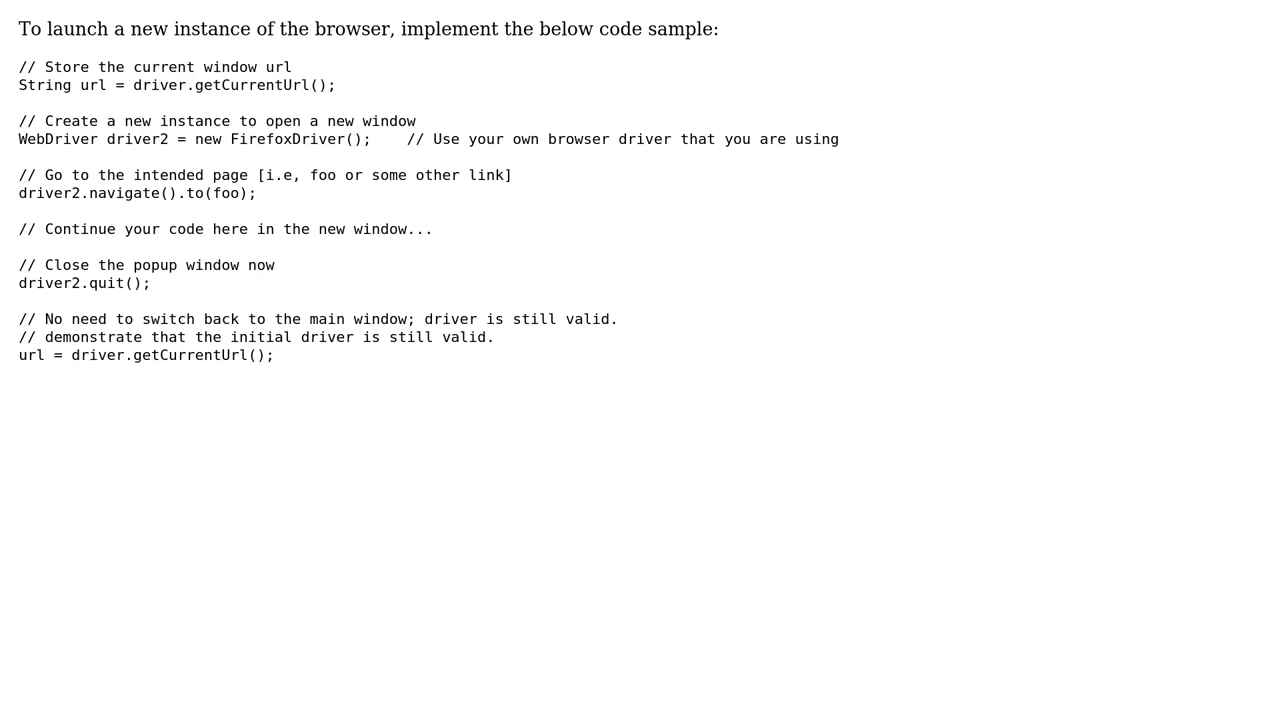 To launch a new instance of the browser, implement the below code sample:
// Store the current window url
String url = driver.getCurrentUrl();
// Create a new instance to open a new window
WebDriver driver2 = new FirefoxDriver();    // Use your own browser driver that you are using
// Go to the intended page [i.e, foo or some other link]
driver2.navigate().to(foo);
// Continue your code here in the new window...
// Close the popup window now
driver2.quit();
// No need to switch back to the main window; driver is still valid.
// demonstrate that the initial driver is still valid.
url = driver.getCurrentUrl();